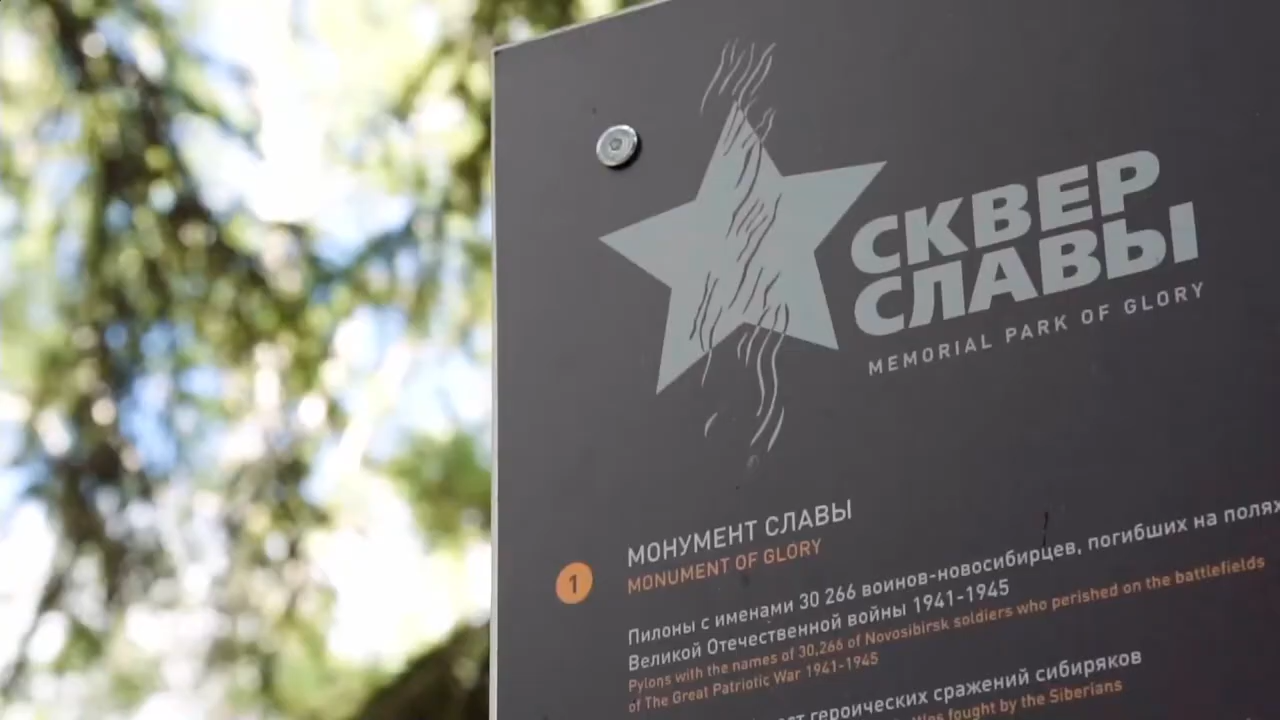 СКВЕР
СЛАВЫ
MEMORIAL PARK OF GLORY
МОНУМЕНТ СЛАВЫ
MONUMENT OF GLORY
1
Пилоны с именами 30 266 воинов-новосибирцев, погибших на полях
Великой Отечественной войны 1941-1945
Pylons with the names of 30,266 of Novosibirsk soldiers who perished on the battlefields
of The Great Patriotic War 1941-1945
героических сражений сибиряков
fought by the Siberians